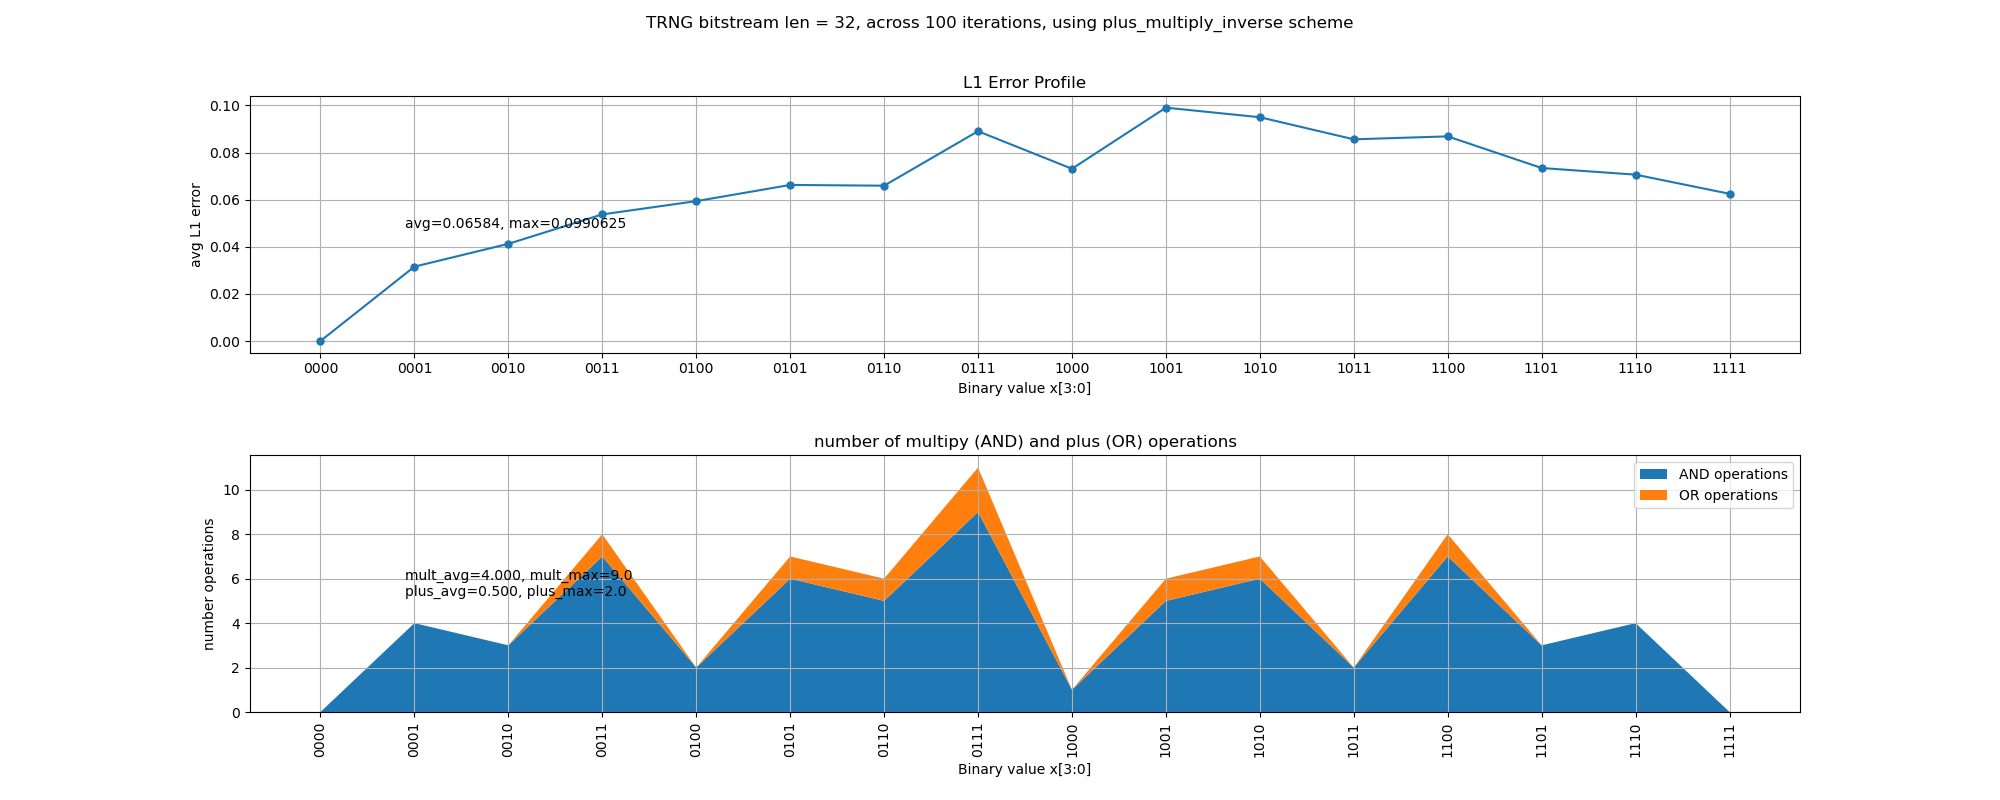 TRNG bitstream len = 32, across 100 iterations, using plus_multiply_inverse scheme
L1 Error Profile
avg L1 error
0.10
0.08
0.06
0.04
0.02
0.00
avg=0.06584, max=0.0990625
0000 0001 0010 0011 0100 0101 0110 0111 1000 1001 1010 1011 1100 1101 1110 1111
Binary value x[3:0]
number of multipy (AND) and plus (OR) operations
number operations
10
8
6
4
2
0
AND operations
OR operations
mult_avg=4.000, mult_max=9.0
plus_avg=0.500, plus_max=2.0
0000 0001 0010 0011 0100 0101 0110 0111 1000 1001 1010 1011 1100 1101 1110 1111
Binary value x[3:0]